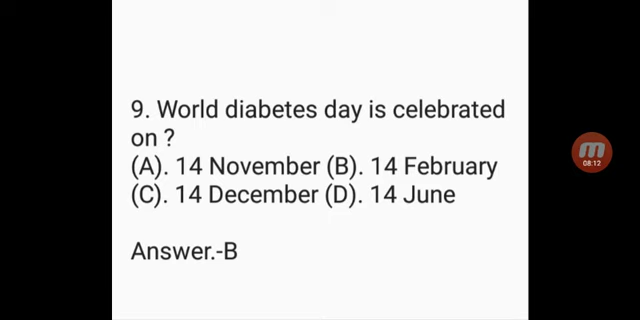 9. World diabetes day is celebrated
on ?
(A). 14 November (B). 14 February
(C). 14 December (D). 14 June
Answer.-B
08:12